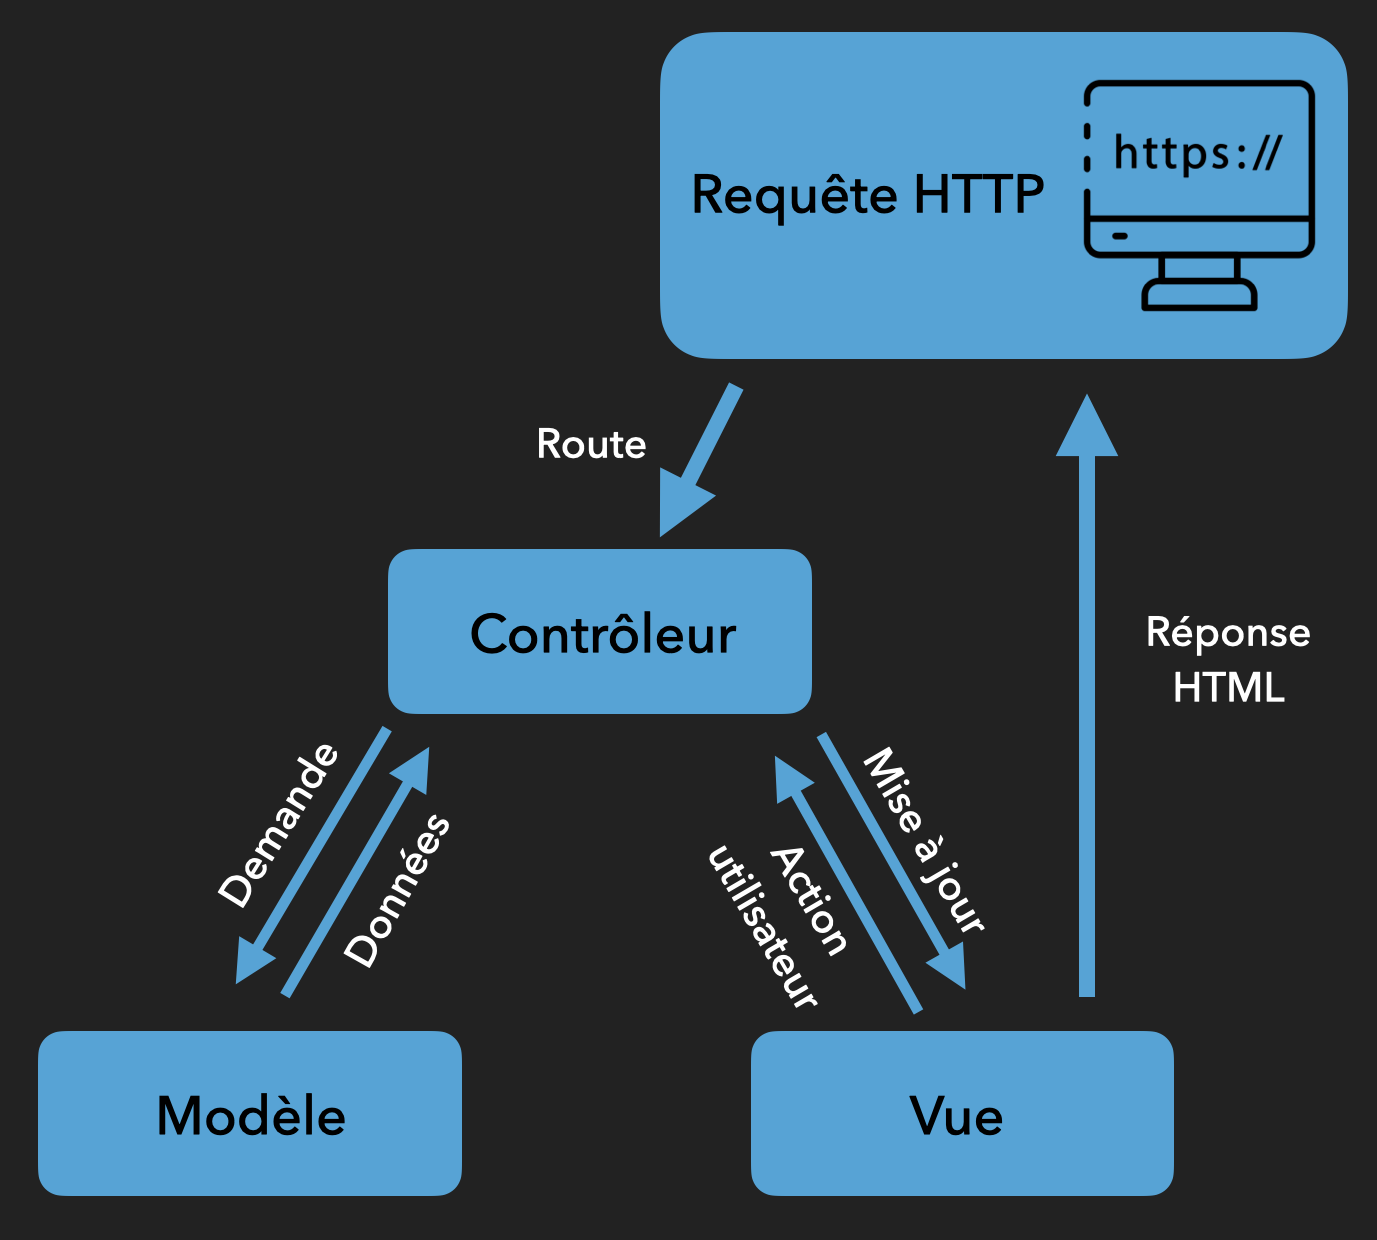 https://
Requête HTTP
Route
Contrôleur
Réponse
HTML
Demande
Données
Mise à jour
Action
utilisateur
Modèle
Vue